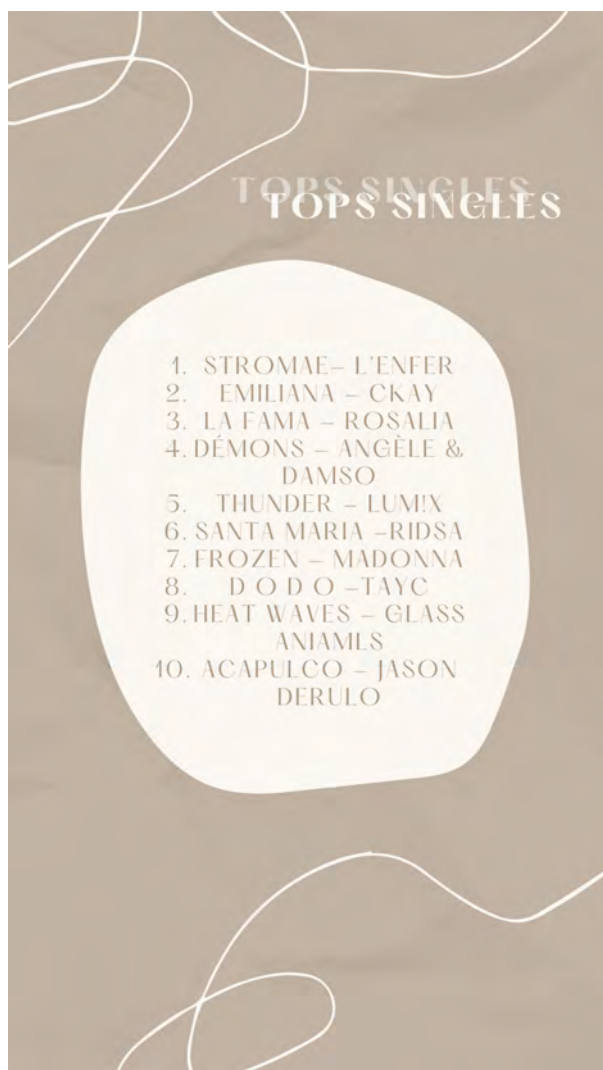 TOPS SINGLES
TOPS SINGLES
1. STROMAE– L'ENFER
2. EMILIANA – CKAY
3. LA FAMA – ROSALIA
4. DÉMONS – ANGÈLE &
DAMSO
5. THUNDER – LUM!X
6. SANTA MARIA –RIDSA
7. FROZEN – MADONNA
8. D O D O –TAYC
9. HEAT WAVES – GLASS
ANIAMLS
10. ACAPULCO – JASON
DERULO